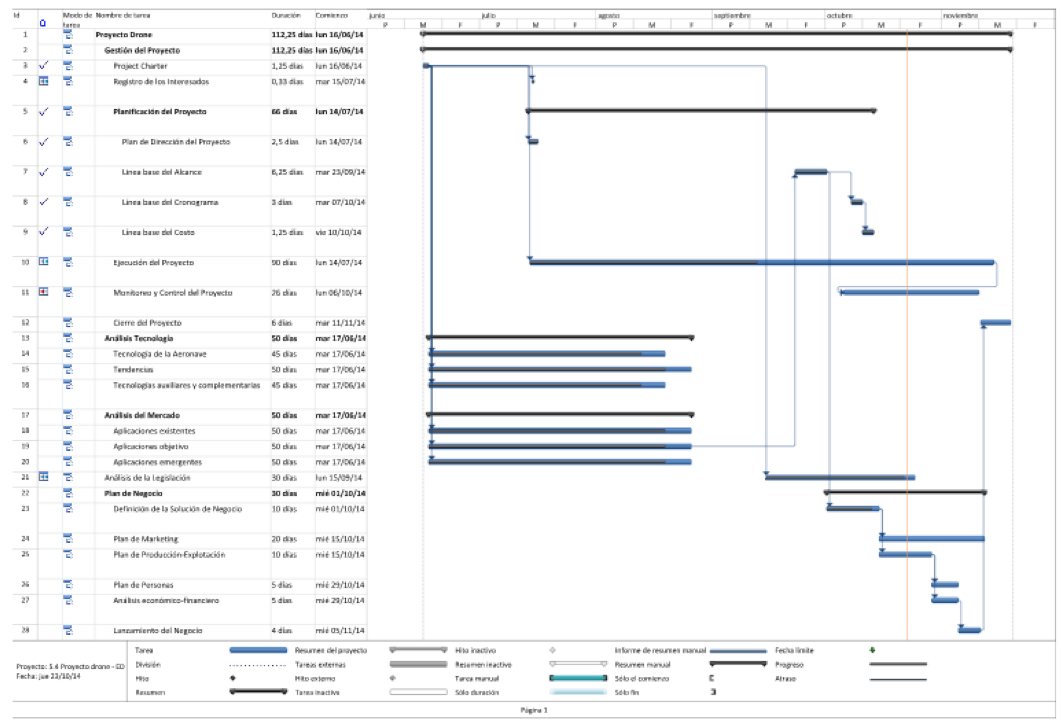 Id Modo de tarea Nombre de tarea Duración Comienzo junio julio agosto septiembre octubre noviembre
P M F P M F P M F P M F P M F P M F
1 Proyecto Drone 112,25 días lun 16/06/14
2 Gestión del Proyecto 112,25 días lun 16/06/14
3 Project Charter 1,25 días lun 16/06/14
4 Registro de los Interesados 0,33 días mar 15/07/14
5 Planificación del Proyecto 66 días lun 14/07/14
6 Plan de Dirección del Proyecto 2,5 días lun 14/07/14
7 Linea base del Alcance 6,25 días mar 23/09/14
8 Linea base del Cronograma 3 días mar 07/10/14
9 Linea base del Costo 1,25 días vie 10/10/14
10 Ejecución del Proyecto 90 días lun 14/07/14
11 Monitoreo y Control del Proyecto 26 días lun 06/10/14
12 Cierre del Proyecto 6 días mar 11/11/14
13 Análisis Tecnología 50 días mar 17/06/14
14 Tecnología de la Aeronave 45 días mar 17/06/14
15 Tendencias 50 días mar 17/06/14
16 Tecnologías auxiliares y complementarias 45 días mar 17/06/14
17 Análisis del Mercado 50 días mar 17/06/14
18 Aplicaciones existentes 50 días mar 17/06/14
19 Aplicaciones objetivo 50 días mar 17/06/14
20 Aplicaciones emergentes 50 días mar 17/06/14
21 Análisis de la Legislación 30 días lun 15/09/14
22 Plan de Negocio 30 días mié 01/10/14
23 Definición de la Solución de Negocio 10 días mié 01/10/14
24 Plan de Marketing 20 días mié 15/10/14
25 Plan de Producción-Explotación 10 días mié 15/10/14
26 Plan de Personas 5 días mié 29/10/14
27 Análisis económico-financiero 5 días mié 29/10/14
28 Lanzamiento del Negocio 4 días mié 05/11/14
Proyecto: 5.4 Proyecto drone - ED
Fecha: jue 23/10/14
Tarea Resumen del proyecto Hito inactivo Informe de resumen manual Fecha límite
División Tareas externas Resumen inactivo Resumen manual Progreso
Hito Hito externo Tarea manual Sólo el comienzo Atraso
Resumen Tarea inactiva Sólo duración Sólo fin
Página 1